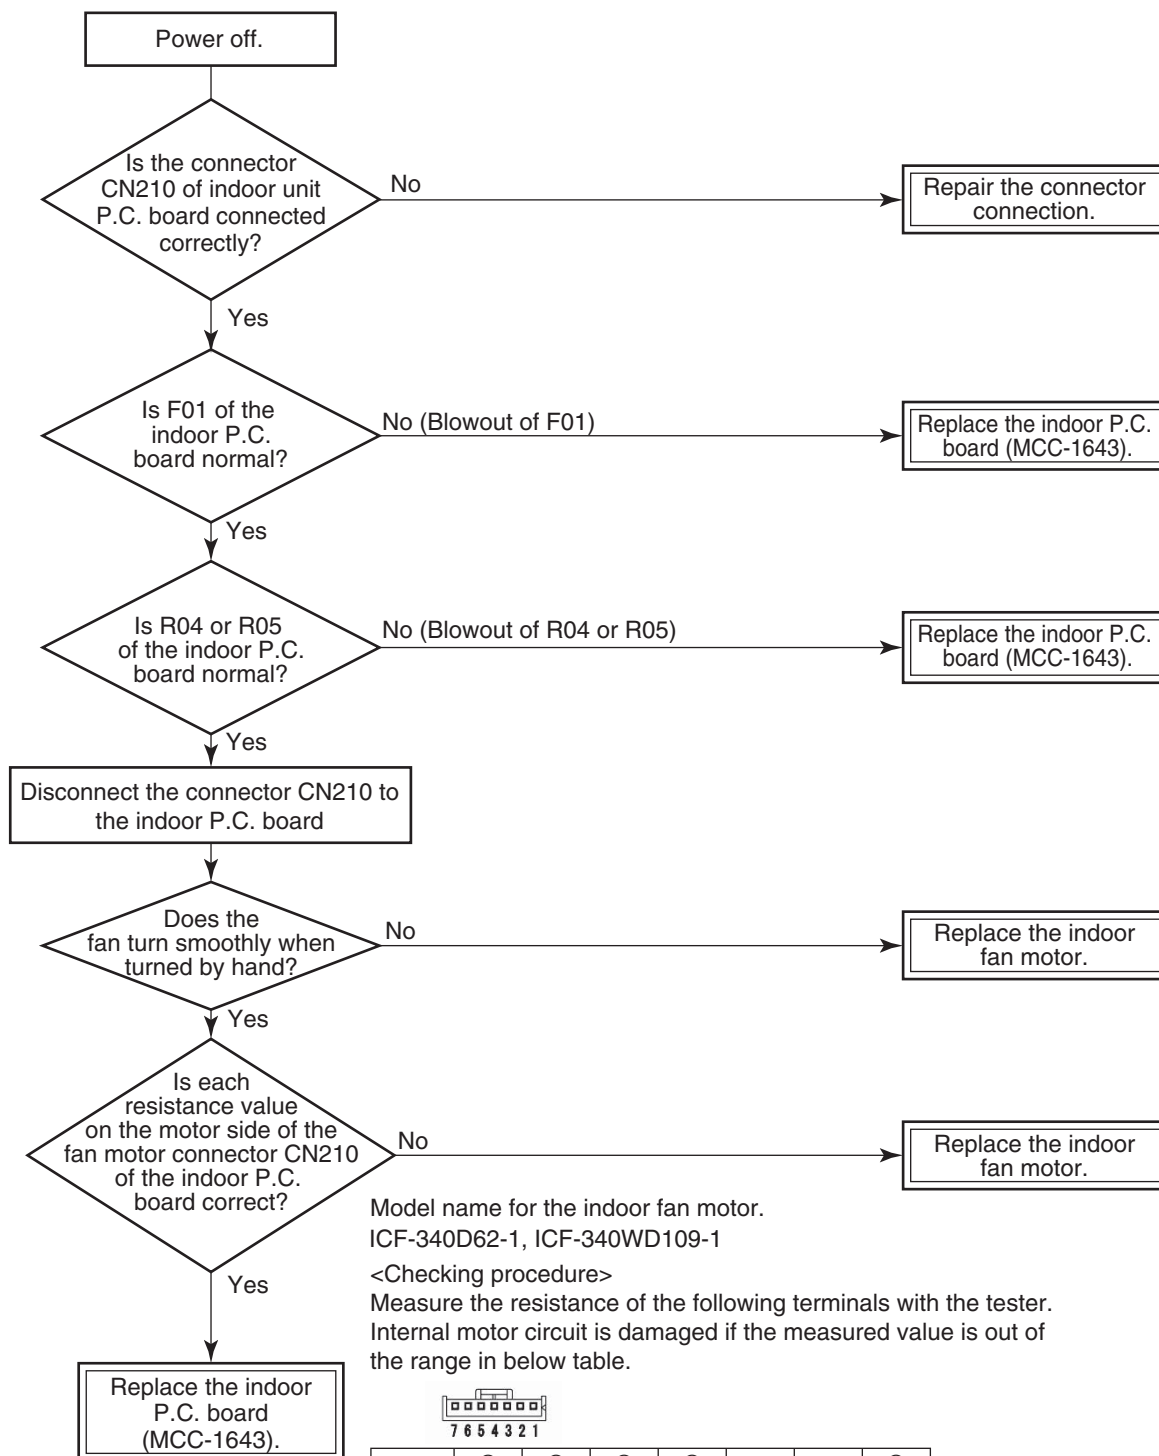 Power off.
Is the connector
CN210 of indoor unit
P.C. board connected
correctly?
No
Repair the connector
connection.
Yes
Is F01 of the
indoor P.C.
board normal?
No (Blowout of F01)
Replace the indoor P.C.
board (MCC-1643).
Yes
Is R04 or R05
of the indoor P.C.
board normal?
No (Blowout of R04 or R05)
Replace the indoor P.C.
board (MCC-1643).
Yes
Disconnect the connector CN210 to
the indoor P.C. board
Does the
fan turn smoothly when
turned by hand?
No
Replace the indoor
fan motor.
Yes
Is each
resistance value
on the motor side of the
fan motor connector CN210
of the indoor P.C.
board correct?
No
Replace the indoor
fan motor.
Yes
Replace the indoor
P.C. board
(MCC-1643).
Model name for the indoor fan motor.
ICF-340D62-1, ICF-340WD109-1
<Checking procedure>
Measure the resistance of the following terminals with the tester.
Internal motor circuit is damaged if the measured value is out of
the range in below table.
7 6 5 4 3 2 1